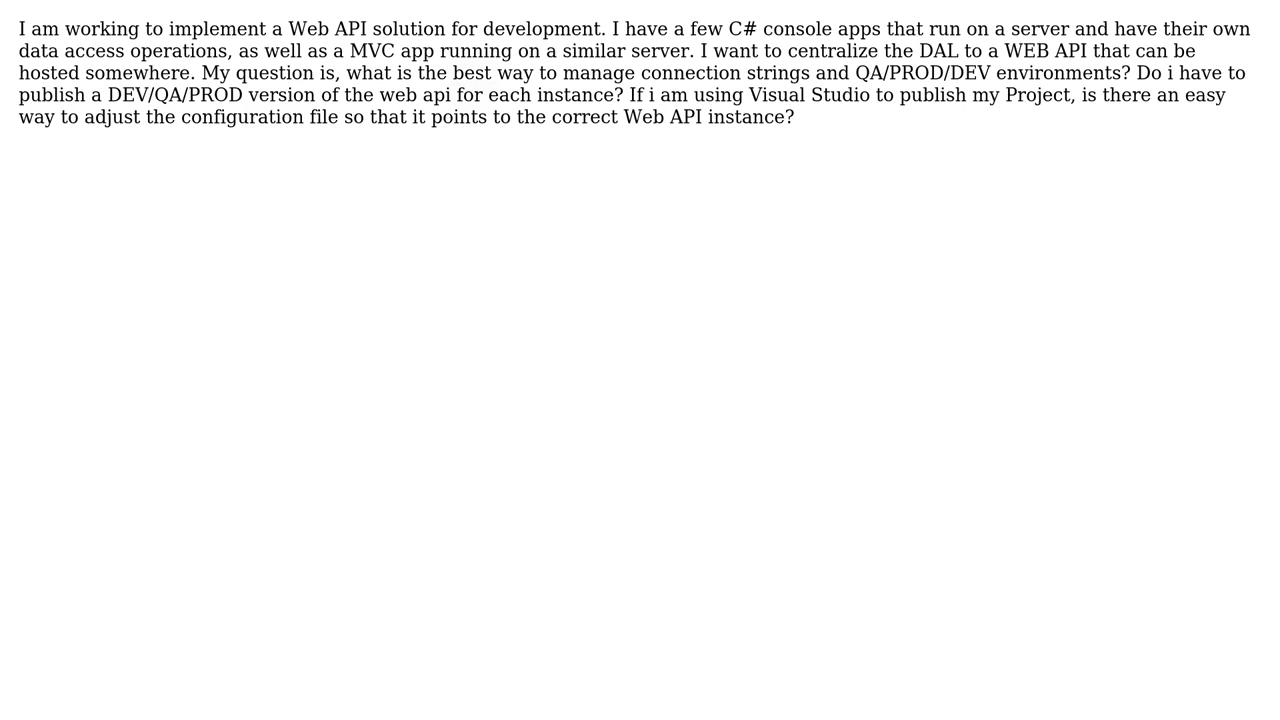 I am working to implement a Web API solution for development. I have a few C# console apps that run on a server and have their own
data access operations, as well as a MVC app running on a similar server. I want to centralize the DAL to a WEB API that can be
hosted somewhere. My question is, what is the best way to manage connection strings and QA/PROD/DEV environments? Do i have to
publish a DEV/QA/PROD version of the web api for each instance? If i am using Visual Studio to publish my Project, is there an easy
way to adjust the configuration file so that it points to the correct Web API instance?